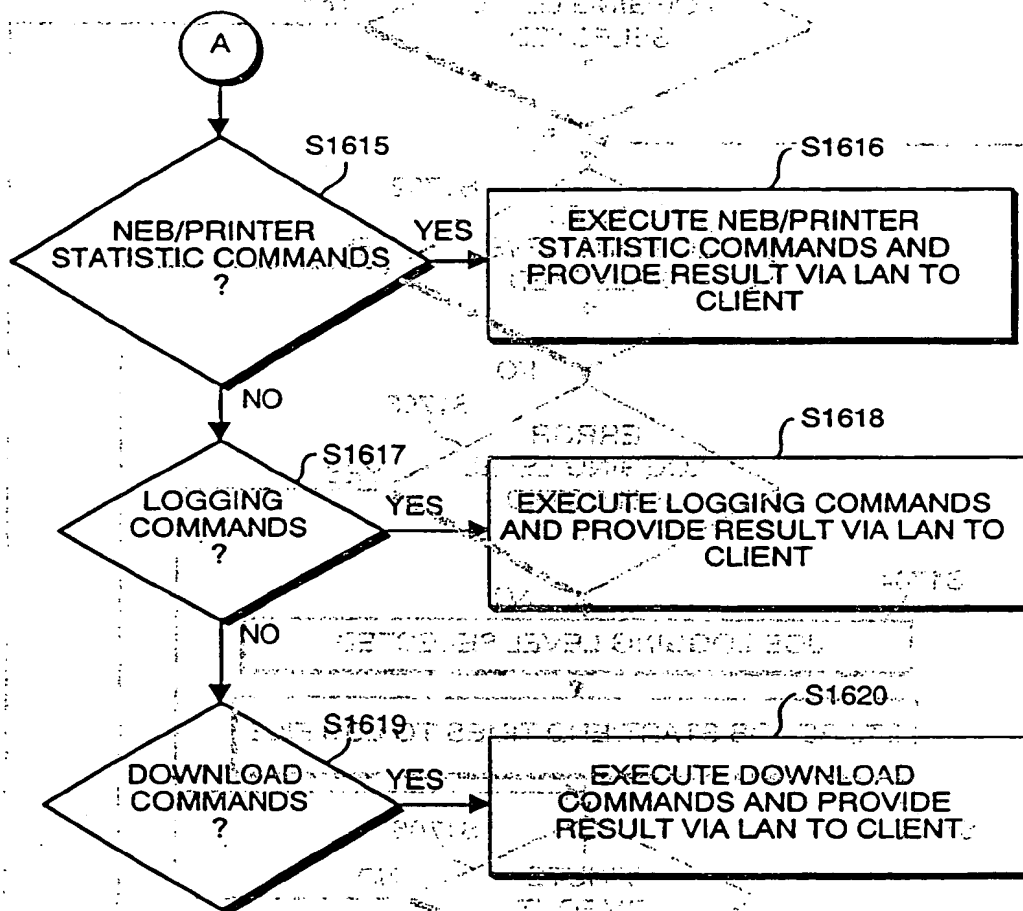 A
S1615
NEB/PRINTER
STATISTIC COMMANDS
?
YES
S1616
EXECUTE NEB/PRINTER
STATISTIC COMMANDS AND
PROVIDE RESULT VIA LAN TO
CLIENT
NO
S1617
LOGGING
COMMANDS
?
YES
S1618
EXECUTE LOGGING COMMANDS
AND PROVIDE RESULT VIA LAN TO
CLIENT
NO
S1619
DOWNLOAD
COMMANDS
?
YES
S1620
EXECUTE DOWNLOAD
COMMANDS AND PROVIDE
RESULT VIA LAN TO CLIENT